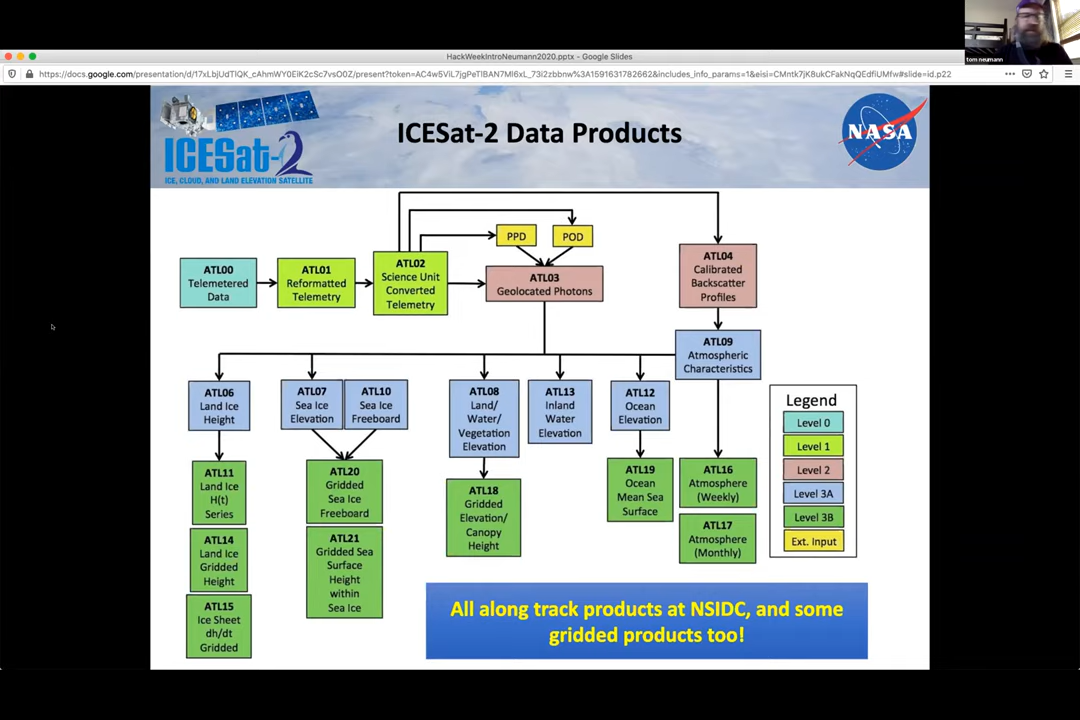 tom neumann
HackWeekIntroNeumann2020.pptx - Google Slides
ICESat-2 Data Products
ICESat-2
ICE, CLOUD, AND LAND ELEVATION SATELLITE
NASA
PPD
POD
ATL00
Telemetered
Data
ATL01
Reformatted
Telemetry
ATL02
Science Unit
Converted
Telemetry
ATL03
Geolocated Photons
ATL04
Calibrated
Backscatter
Profiles
ATL09
Atmospheric
Characteristics
ATL06
Land Ice
Height
ATL07
Sea Ice
Elevation
ATL10
Sea Ice
Freeboard
ATL08
Land/
Water/
Vegetation
Elevation
ATL13
Inland
Water
Elevation
ATL12
Ocean
Elevation
ATL11
Land Ice
H(t)
Series
ATL14
Land Ice
Gridded
Height
ATL15
Ice Sheet
dh/dt
Gridded
ATL20
Gridded
Sea Ice
Freeboard
ATL21
Gridded Sea
Surface
Height
within
Sea Ice
ATL18
Gridded
Elevation/
Canopy
Height
ATL19
Ocean
Mean Sea
Surface
ATL16
Atmosphere
(Weekly)
ATL17
Atmosphere
(Monthly)
Legend
Level 0
Level 1
Level 2
Level 3A
Level 3B
Ext. Input
All along track products at NSIDC, and some
gridded products too!